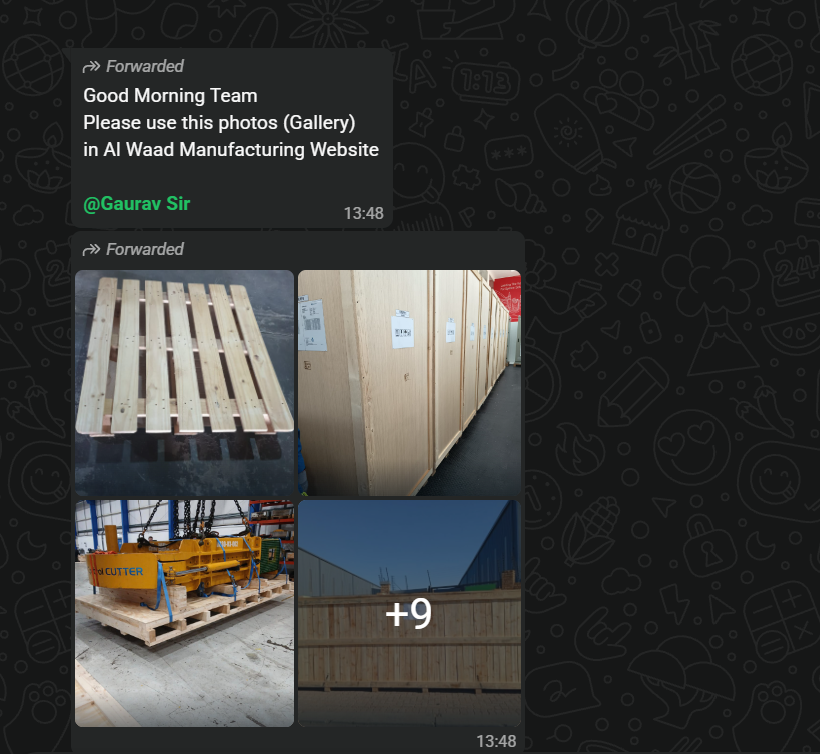 Forwarded
Good Morning Team
Please use this photos (Gallery)
in Al Waad Manufacturing Website
@Gaurav Sir
13:48
Forwarded
CUTTER
+9
13:48